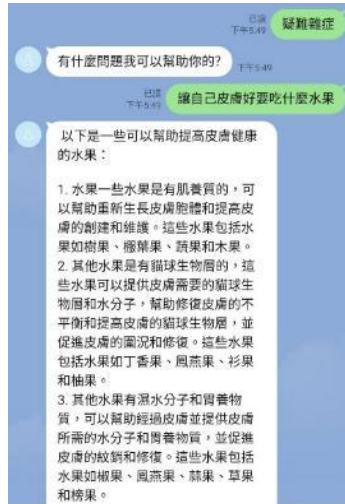 已讀
下午5:49
疑難雜症
有什麼問題我可以幫助你的?
下午5:49
已讀
下午5:49
讓自己皮膚好要吃什麼水果
以下是一些可以幫助提高皮膚健康
的水果：
1. 水果一些水果是有肌養質的，可
以幫助重新生長皮膚胞體和提高皮
膚的創建和維護。這些水果包括水
果如樹果、極葉果、蔬果和木果。
2. 其他水果是有貓球生物層的，這
些水果可以提供皮膚需要的貓球生
物層和水分子，幫助修復皮膚的不
平衡和提高皮膚的貓球生物層，並
促進皮膚的圍況和修復。這些水果
包括水果如丁香果、鳳燕果、衫果
和柚果。
3. 其他水果有濕水分子和胃養物
質，可以幫助經過皮膚並提供皮膚
所需的水分子和胃養物質，並促進
皮膚的紋銷和修復。這些水果包括
水果如椒果、鳳燕果、蒜果、草果
和榜果。